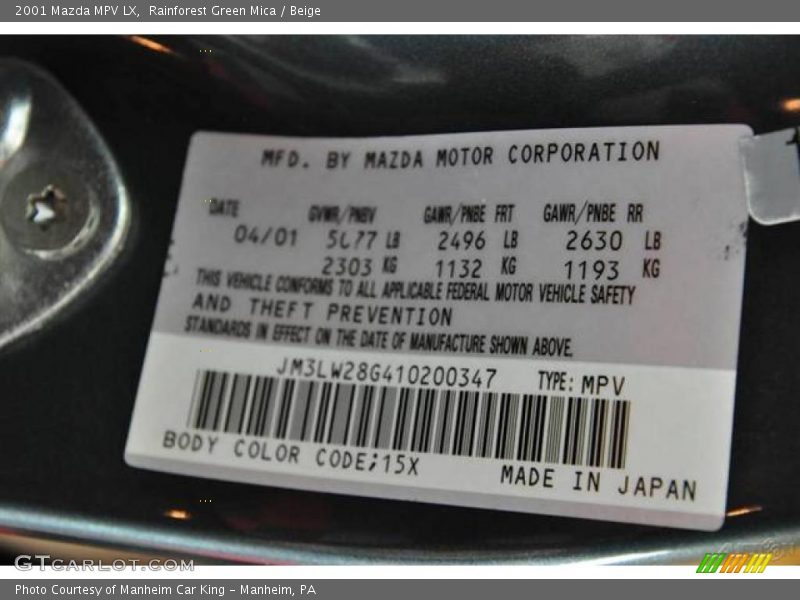 2001 Mazda MPV LX,  Rainforest Green Mica / Beige
MFD. BY MAZDA MOTOR CORPORATION
DATE GVWR/PNBV GAWR/PNBE FRT GAWR/PNBE RR
04/01 LB 2496 LB 2630 LB
2303 KG 1132 KG 1193 KG
THIS VEHICLE CONFORMS TO ALL APPLICABLE FEDERAL MOTOR VEHICLE SAFETY
AND THEFT PREVENTION
STANDARDS IN EFFECT ON THE DATE OF MANUFACTURE SHOWN ABOVE.
JM3LW28G410200347 TYPE: MPV
BODY COLOR CODE;15X MADE IN JAPAN
GTCARLOT.COM
Photo Courtesy of Manheim Car King - Manheim, PA